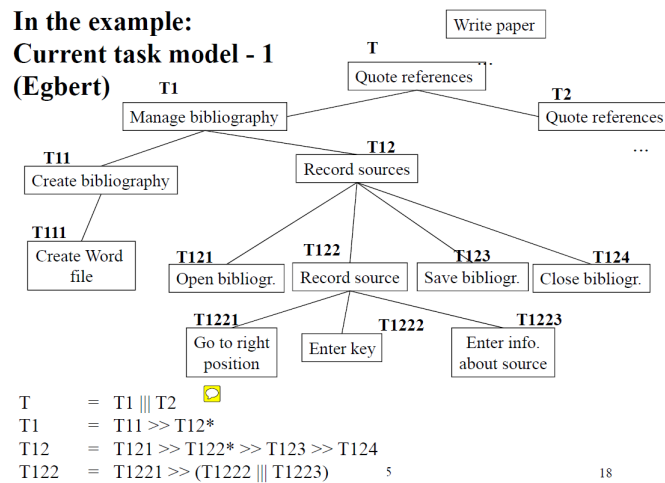 In the example:
Current task model - 1
(Egbert)
Write paper
T
...
Quote references
T1
Manage bibliography
T2
Quote references
...
T11
Create bibliography
T12
Record sources
T111
Create Word
file
T121
Open bibliogr.
T122
Record source
T123
Save bibliogr.
T124
Close bibliogr.
T1221
Go to right
position
T1222
Enter key
T1223
Enter info.
about source
T = T1 ||| T2
T1 = T11 >> T12*
T12 = T121 >> T122* >> T123 >> T124
T122 = T1221 >> (T1222 ||| T1223)
5
18